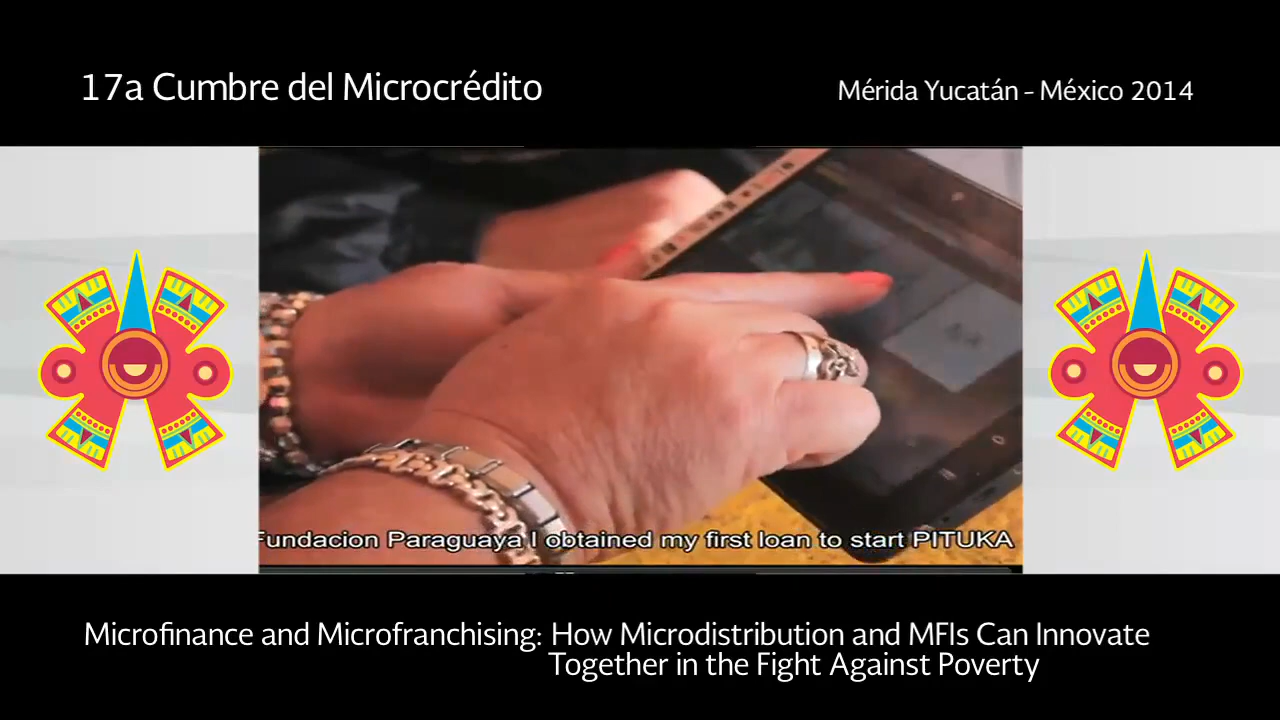 17a Cumbre del Microcrédito
Mérida Yucatán - México 2014
Fundacion Paraguaya I obtained my first loan to start PITUKA
Microfinance and Microfranchising: How Microdistribution and MFIs Can Innovate
Together in the Fight Against Poverty